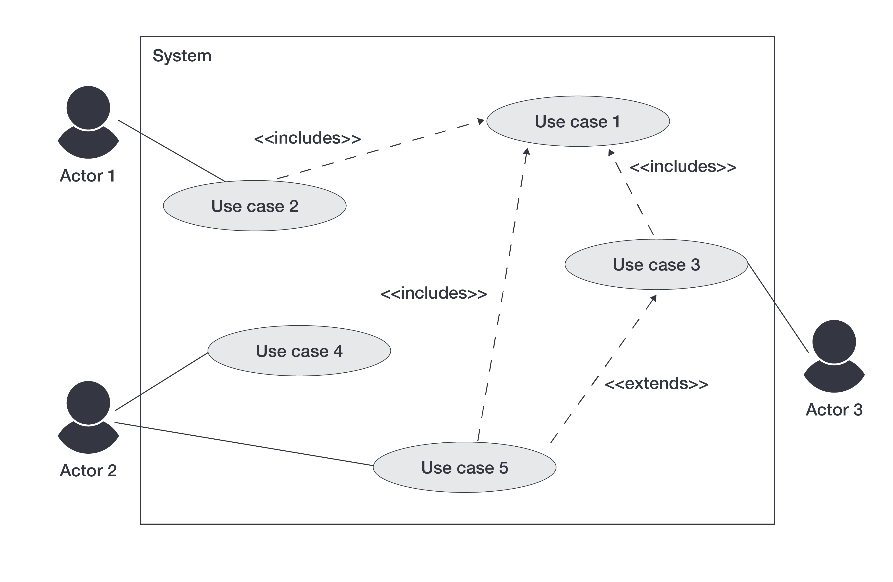 System
Actor 1
<<includes>>
Use case 1
<<includes>>
Use case 2
Use case 3
<<includes>>
Use case 4
<<extends>>
Actor 3
Actor 2
Use case 5